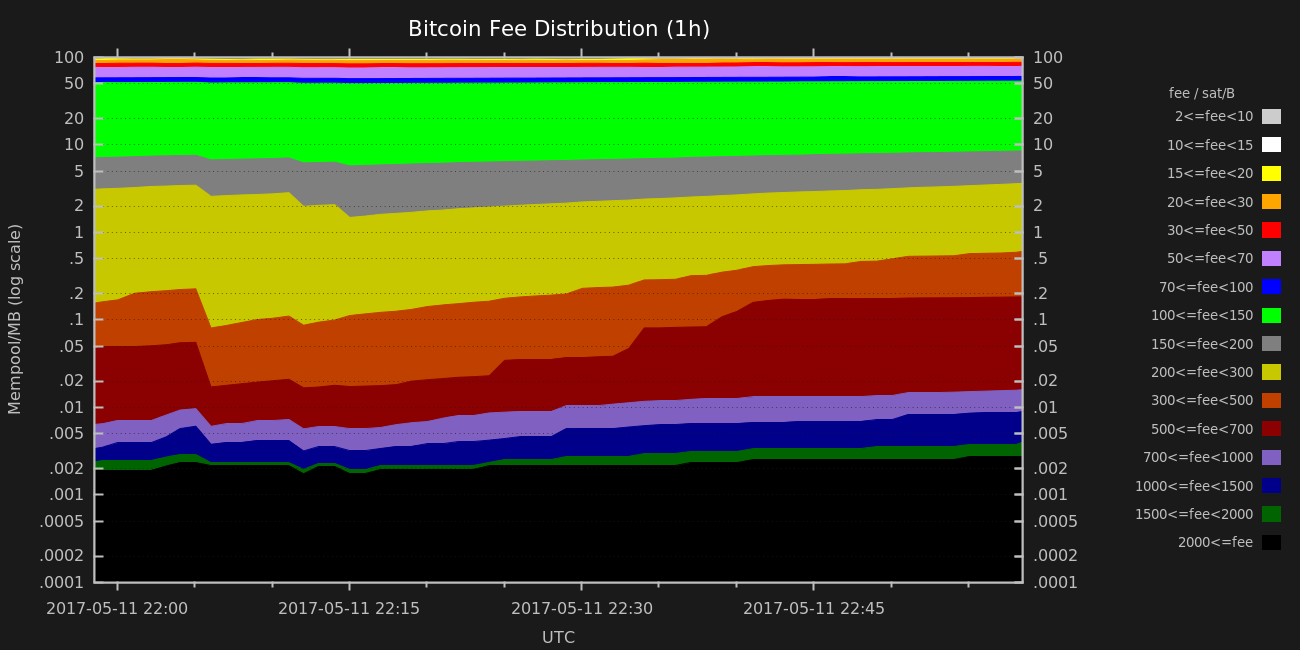 Bitcoin Fee Distribution (1h)
Mempool/MB (log scale)
100
50
20
10
5
2
1
.5
.2
.1
.05
.02
.01
.005
.002
.001
.0005
.0002
.0001
100
50
20
10
5
2
1
.5
.2
.1
.05
.02
.01
.005
.002
.001
.0005
.0002
.0001
2017-05-11 22:00
2017-05-11 22:15
2017-05-11 22:30
2017-05-11 22:45
UTC
fee / sat/B
2<=fee<10
10<=fee<15
15<=fee<20
20<=fee<30
30<=fee<50
50<=fee<70
70<=fee<100
100<=fee<150
150<=fee<200
200<=fee<300
300<=fee<500
500<=fee<700
700<=fee<1000
1000<=fee<1500
1500<=fee<2000
2000<=fee